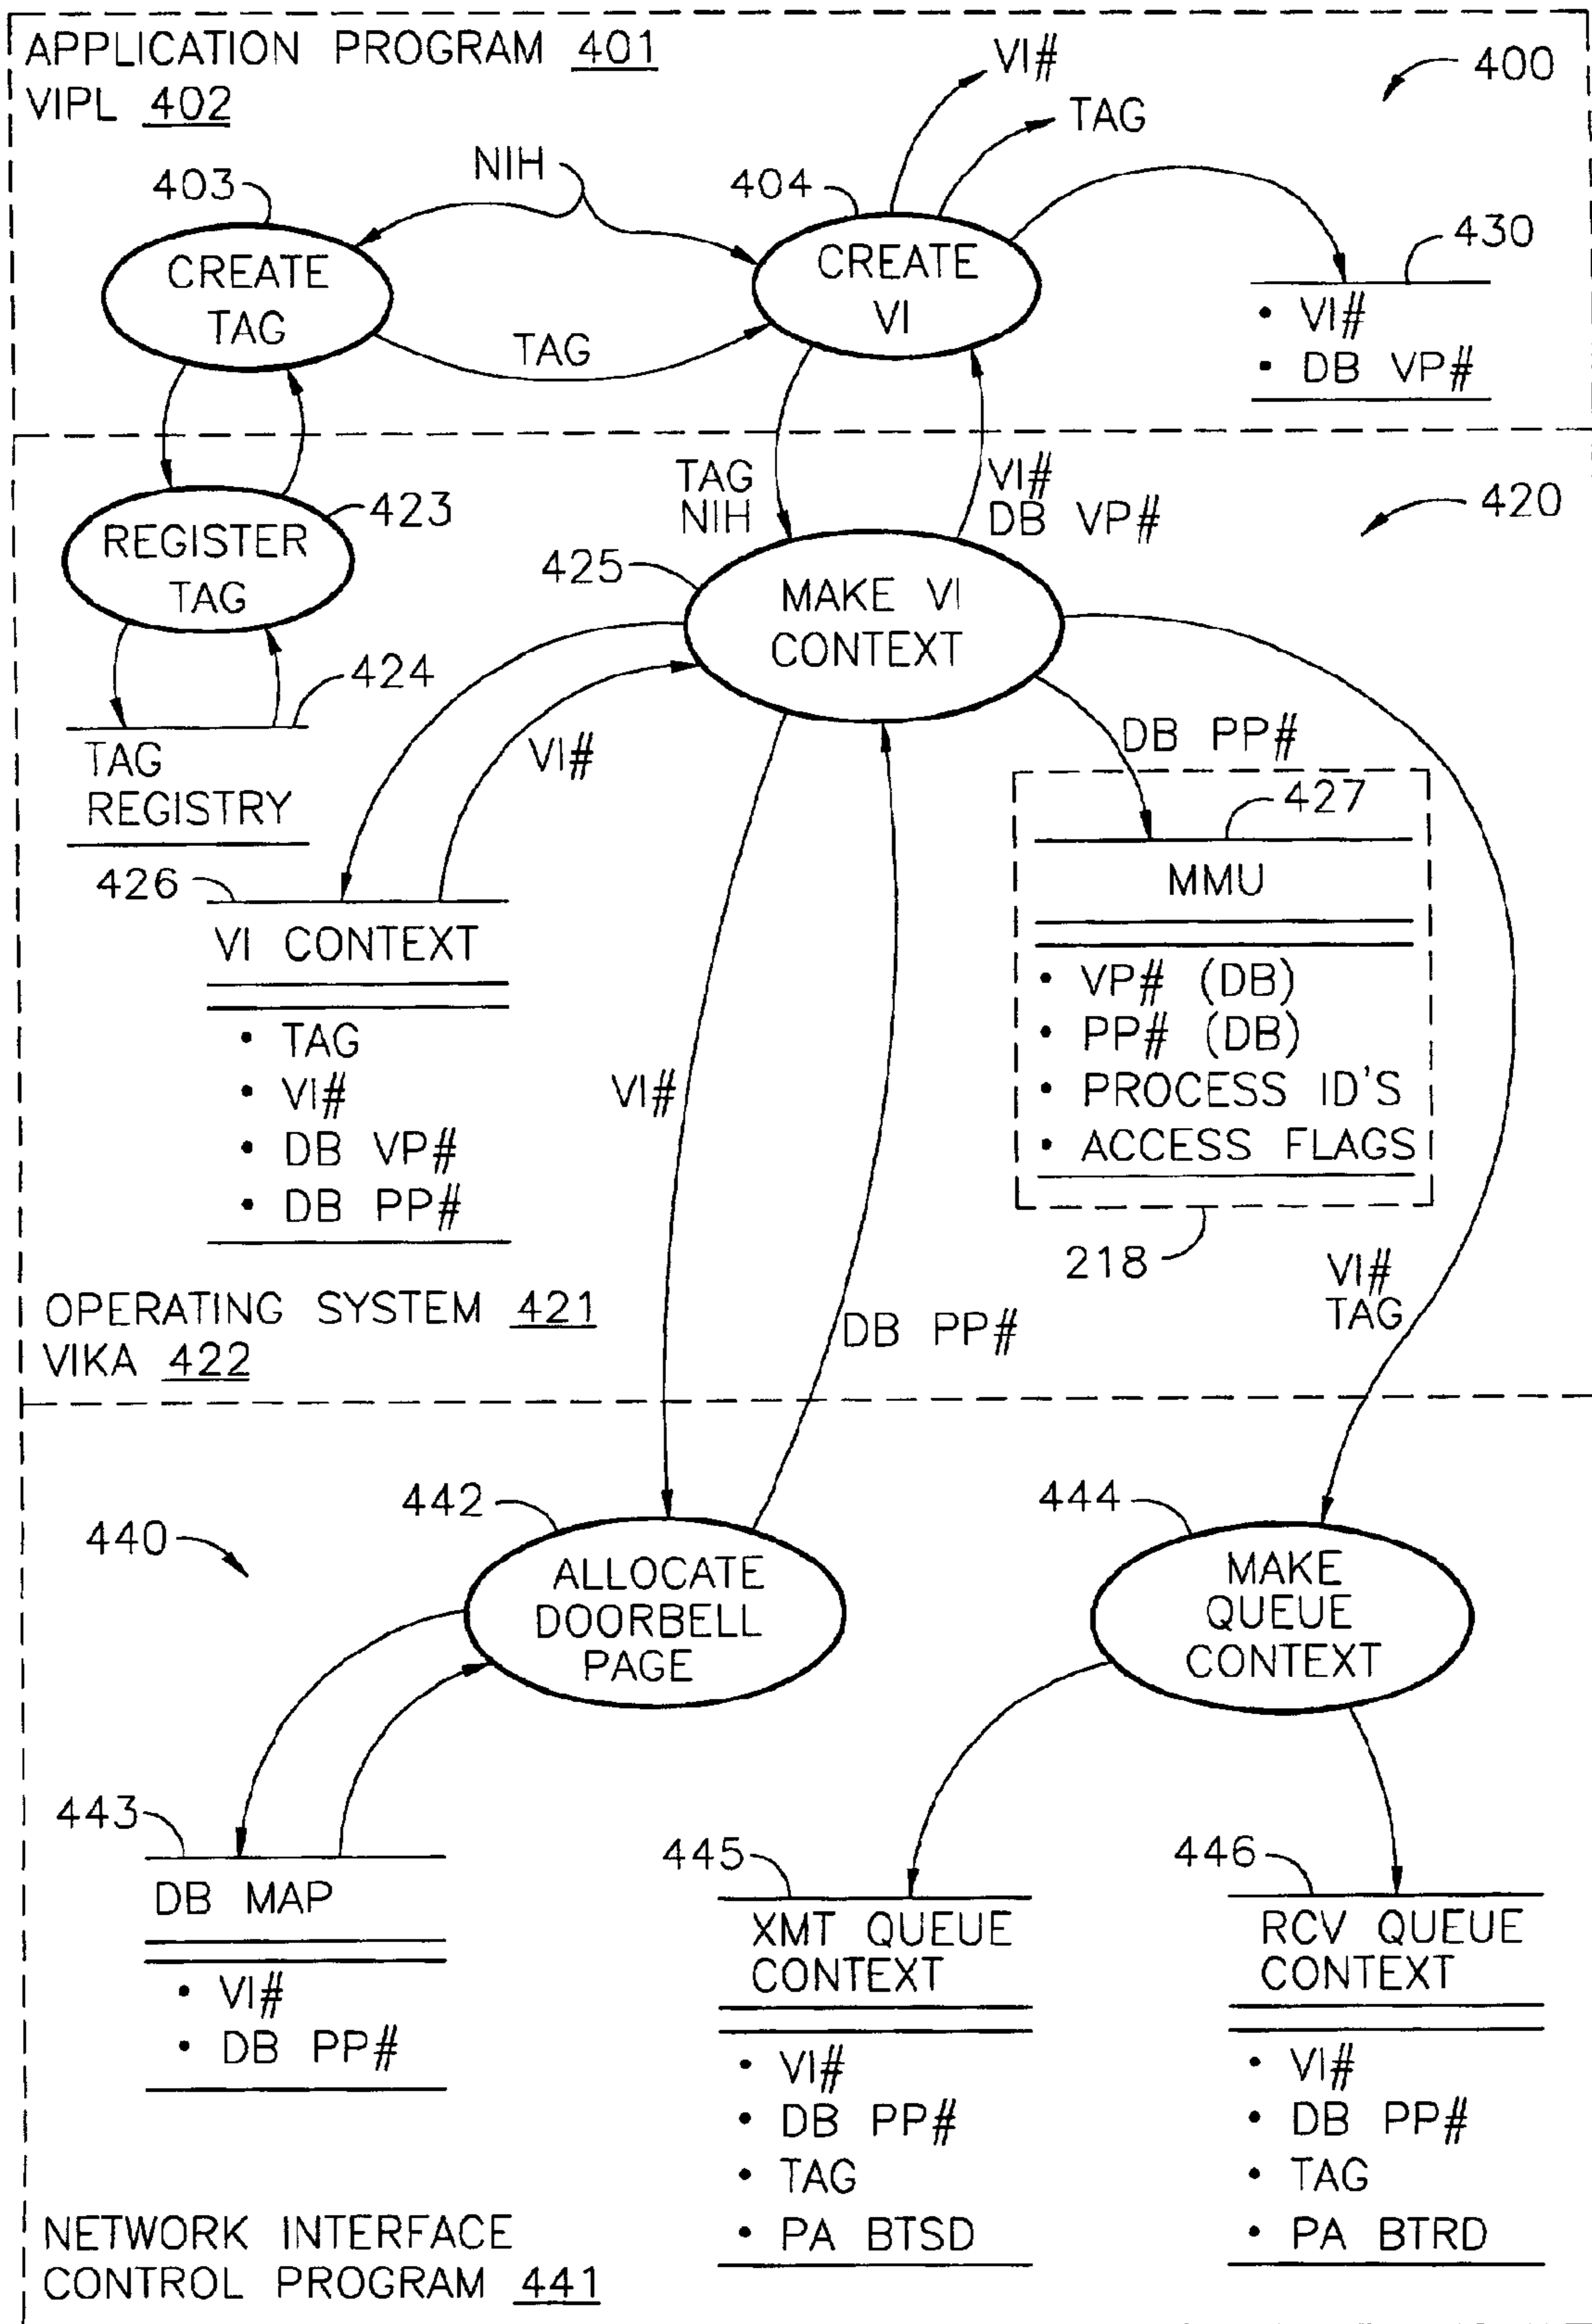 APPLICATION PROGRAM 401
VIPL 402
VI#
TAG
400
NIH
403
404
CREATE
TAG
CREATE
VI
430
• VI#
• DB VP#
TAG
TAG
NIH
VI#
DB VP#
420
REGISTER
TAG
423
425
MAKE VI
CONTEXT
424
TAG
REGISTRY
VI#
DB PP#
427
MMU
• VP# (DB)
• PP# (DB)
• PROCESS ID'S
• ACCESS FLAGS
218
426
VI CONTEXT
• TAG
• VI#
• DB VP#
• DB PP#
VI#
VI#
TAG
OPERATING SYSTEM 421
VIKA 422
DB PP#
442
444
440
ALLOCATE
DOORBELL
PAGE
MAKE
QUEUE
CONTEXT
443
DB MAP
• VI#
• DB PP#
445
XMT QUEUE
CONTEXT
• VI#
• DB PP#
• TAG
• PA BTSD
446
RCV QUEUE
CONTEXT
• VI#
• DB PP#
• TAG
• PA BTRD
NETWORK INTERFACE
CONTROL PROGRAM 441